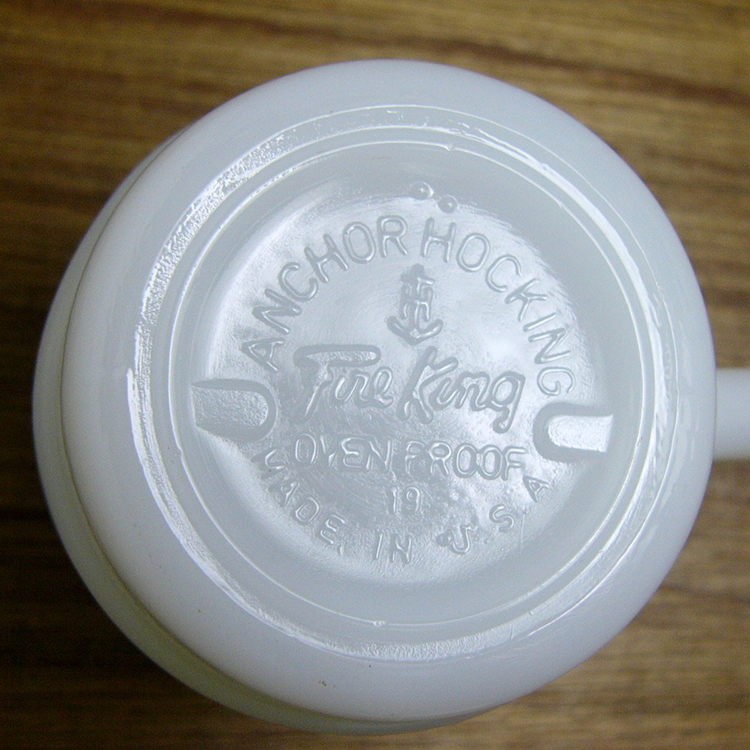 ANCHOR HOCKING
Fire King
OVEN PROOF
19
MADE IN U.S.A